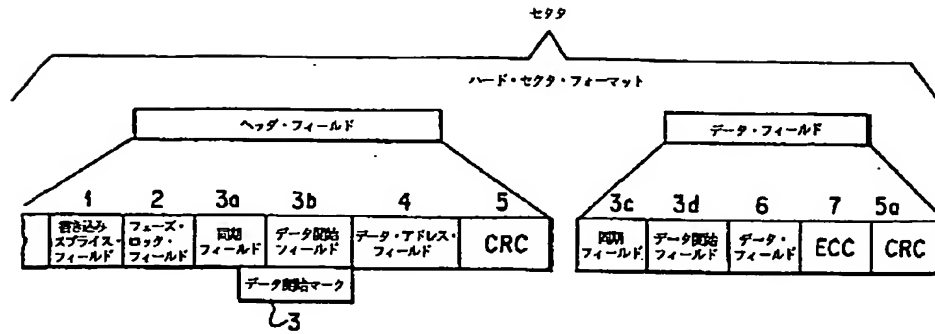 セクタ
ハード・セクタ・フォーマット
ヘッダ・フィールド
データ・フィールド
1 2 3a 3b 4 5
3c 3d 6 7 5a
書き込み
スプライス・
フィールド
フェーズ・
ロック・
フィールド
同期
フィールド
データ開始
フィールド
データ・アドレス・
フィールド
CRC
同期
フィールド
データ開始
フィールド
データ・
フィールド
ECC
CRC
データ開始マーク
3